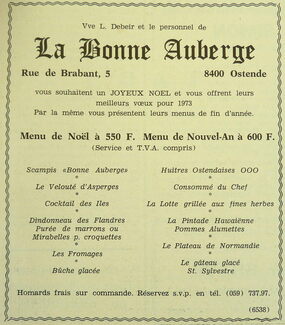 Vve L. Debeir et le personnel de
La Bonne Auberge
Rue de Brabant, 5 8400 Ostende
vous souhaitent un JOYEUX NOEL et vous offrent leurs
meilleurs vœux pour 1973
Par la même vous présentent leurs menus de fin d'année.
Menu de Noël à 550 F. Menu de Nouvel-An à 600 F.
(Service et T.V.A. compris)
Scampis «Bonne Auberges
*
Le Velouté d'Asperges
*
Cocktail des Iles
*
Dindonneau des Flandres
Purée de marrons ou
Mirabelles p. croquettes
*
Les Fromages
*
Bûche glacée
Huîtres Ostendaises OOO
*
Consommé du Chef
*
La Lotte grillée aux fines herbes
*
La Pintade Hawaïenne
Pommes Alumettes
*
Le Plateau de Normandie
*
Le gâteau glacé
St. Sylvestre
Homards frais sur commande. Réservez s.v.p. en tél. (059) 737.97.
(6538)